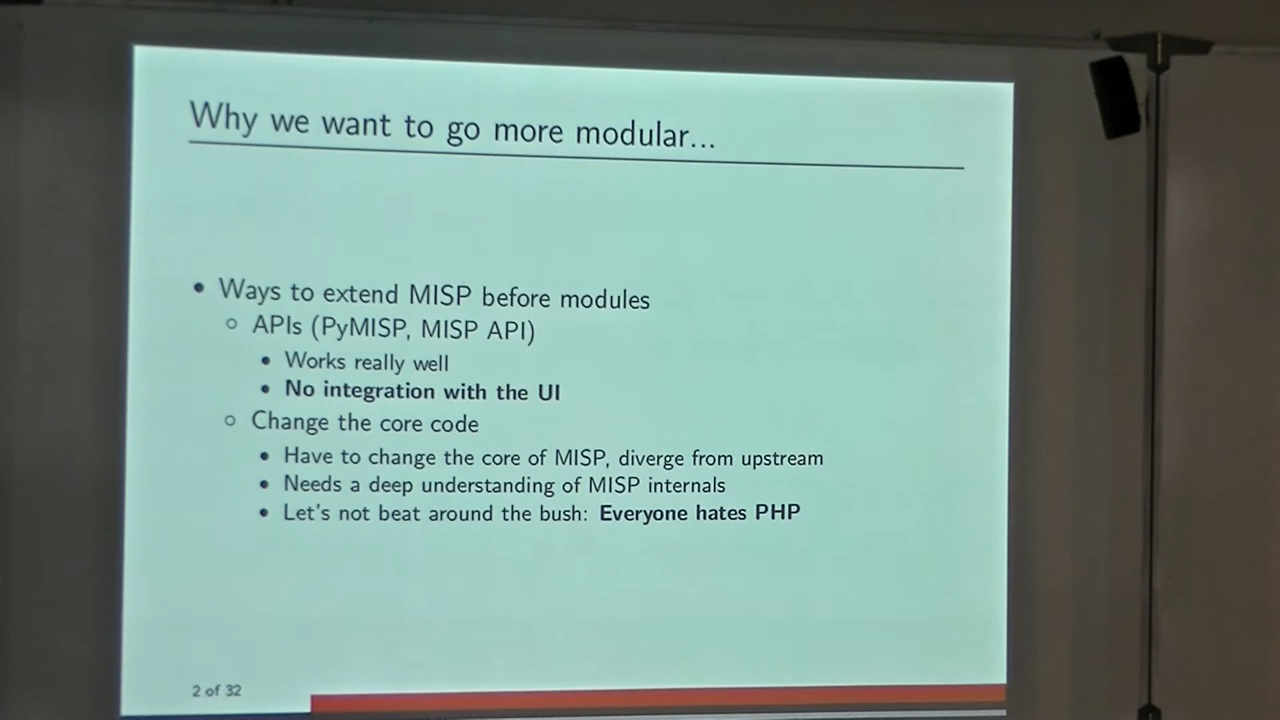 Why we want to go more modular...
• Ways to extend MISP before modules
◦ APIs (PyMISP, MISP API)
• Works really well
• No integration with the UI
◦ Change the core code
• Have to change the core of MISP, diverge from upstream
• Needs a deep understanding of MISP internals
• Let's not beat around the bush: Everyone hates PHP
2 of 32